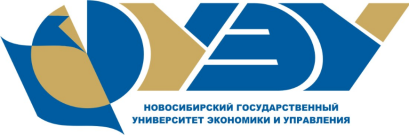 НОВОСИБИРСКИЙ ГОСУДАРСТВЕННЫЙ
УНИВЕРСИТЕТ ЭКОНОМИКИ И УПРАВЛЕНИЯ